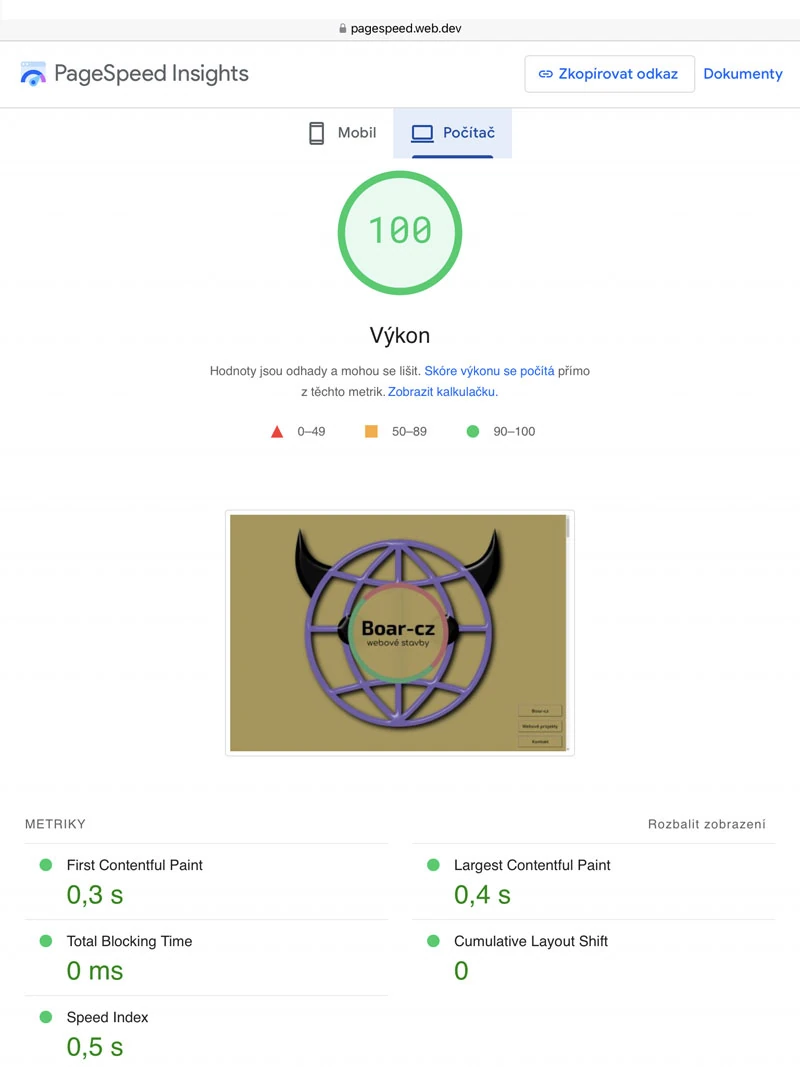 pagespeed.web.dev
PageSpeed Insights
Zkopírovat odkaz
Dokumenty
Mobil
Počítač
100
Výkon
Hodnoty jsou odhady a mohou se lišit. Skóre výkonu se počítá přímo
z těchto metrik. Zobrazit kalkulačku.
0–49
50–89
90–100
Boar-cz
webové stavby
Boar-cz
Webové projekty
Kontakt
METRIKY
Rozbalit zobrazení
First Contentful Paint
0,3 s
Largest Contentful Paint
0,4 s
Total Blocking Time
0 ms
Cumulative Layout Shift
0
Speed Index
0,5 s